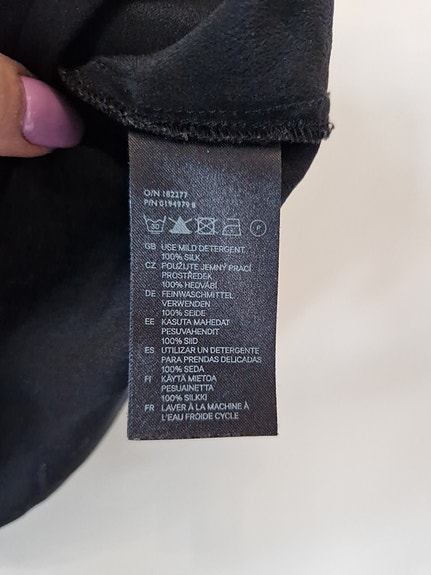 O/N 182277
P/N 0194979 8
30 F
GB USE MILD DETERGENT.
100% SILK
CZ POUŽIJTE JEMNÝ PRACÍ
PROSTŘEDEK
100% HEDVÁBÍ
DE FEINWASCHMITTEL
VERWENDEN
100% SEIDE
EE KASUTA MAHEDAT
PESUVAHENDIT
100% SIID
ES UTILIZAR UN DETERGENTE
PARA PRENDAS DELICADAS
100% SEDA
FI KÄYTÄ MIETOA
PESUAINETTA
100% SILKKI
FR LAVER À LA MACHINE À
L'EAU FROIDE CYCLE